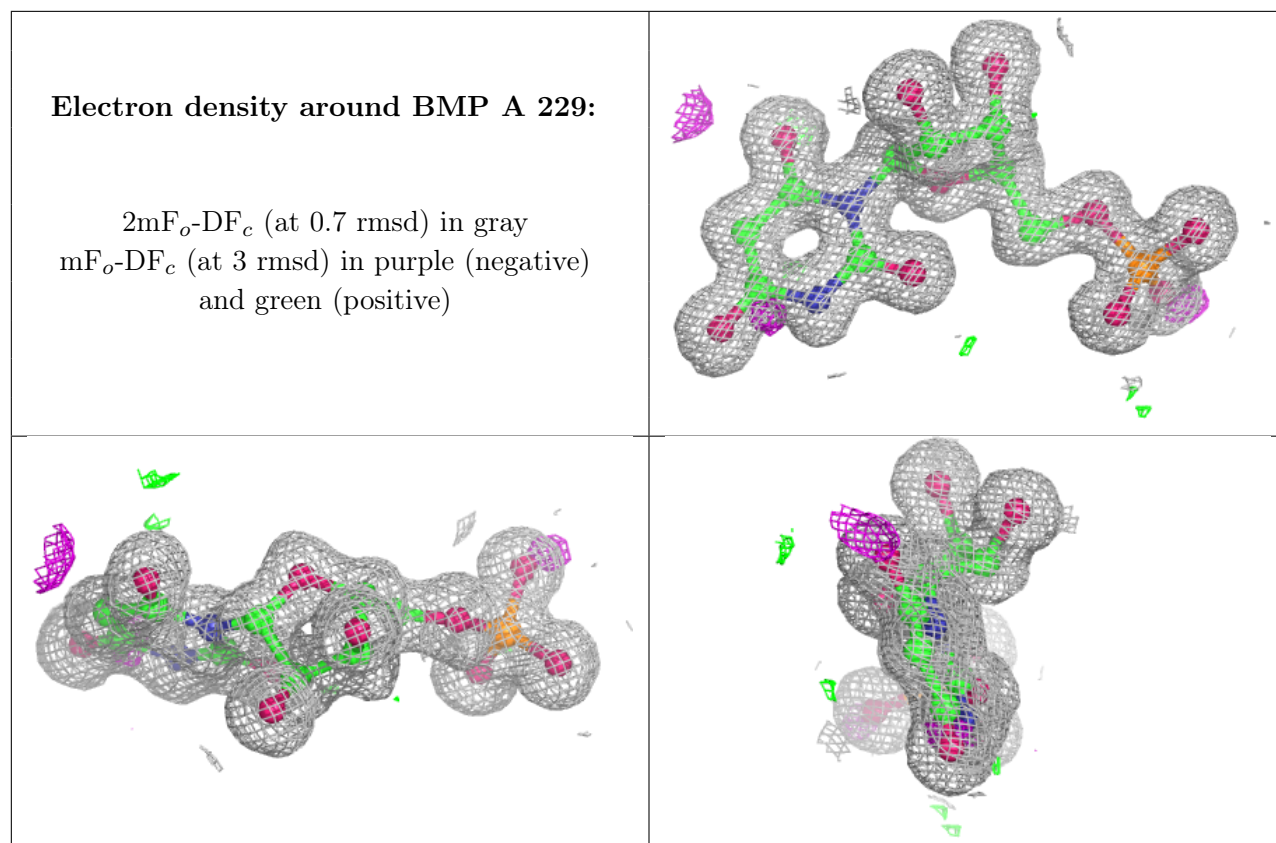 Electron density around BMP A 229:
2mFo-DFc (at 0.7 rmsd) in gray
mFo-DFc (at 3 rmsd) in purple (negative)
and green (positive)